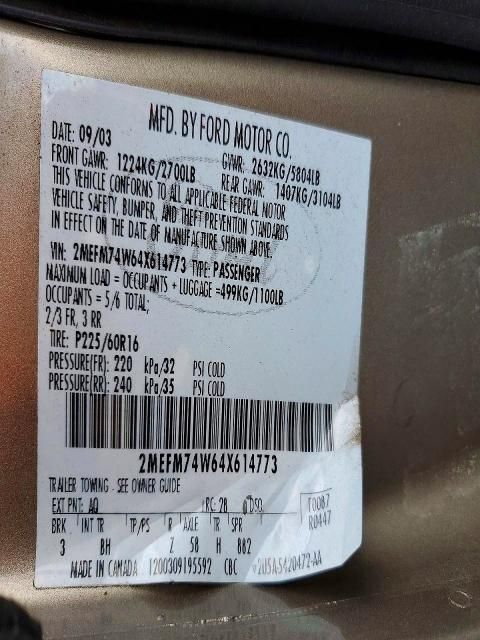 MFD. BY FORD MOTOR CO.
DATE: 09/03 GVWR: 2632KG/5804LB
FRONT GAWR: 1224KG/2700LB REAR GAWR: 1407KG/3104LB
THIS VEHICLE CONFORMS TO ALL APPLICABLE FEDERAL MOTOR
VEHICLE SAFETY, BUMPER, AND THEFT PREVENTION STANDARDS
IN EFFECT ON THE DATE OF MANUFACTURE SHOWN ABOVE.
VIN: 2MEFM74W64X614773 TYPE: PASSENGER
MAXIMUM LOAD = OCCUPANTS + LUGGAGE =499KG/1100LB
OCCUPANTS = 5/6 TOTAL;
2/3 FR, 3 RR
TIRE: P225/60R16
PRESSURE(FR): 220 kPa/32 PSI COLD
PRESSURE(RR): 240 kPa/35 PSI COLD
2MEFM74W64X614773
TRAILER TOWING - SEE OWNER GUIDE
EXT PNT: AQ RC: 28 DSO: T0087
R0447
BRK INT TR TP/PS R AXLE TR SPR
3 BH Z 58 H BB2
MADE IN CANADA 1200309195592 CBC